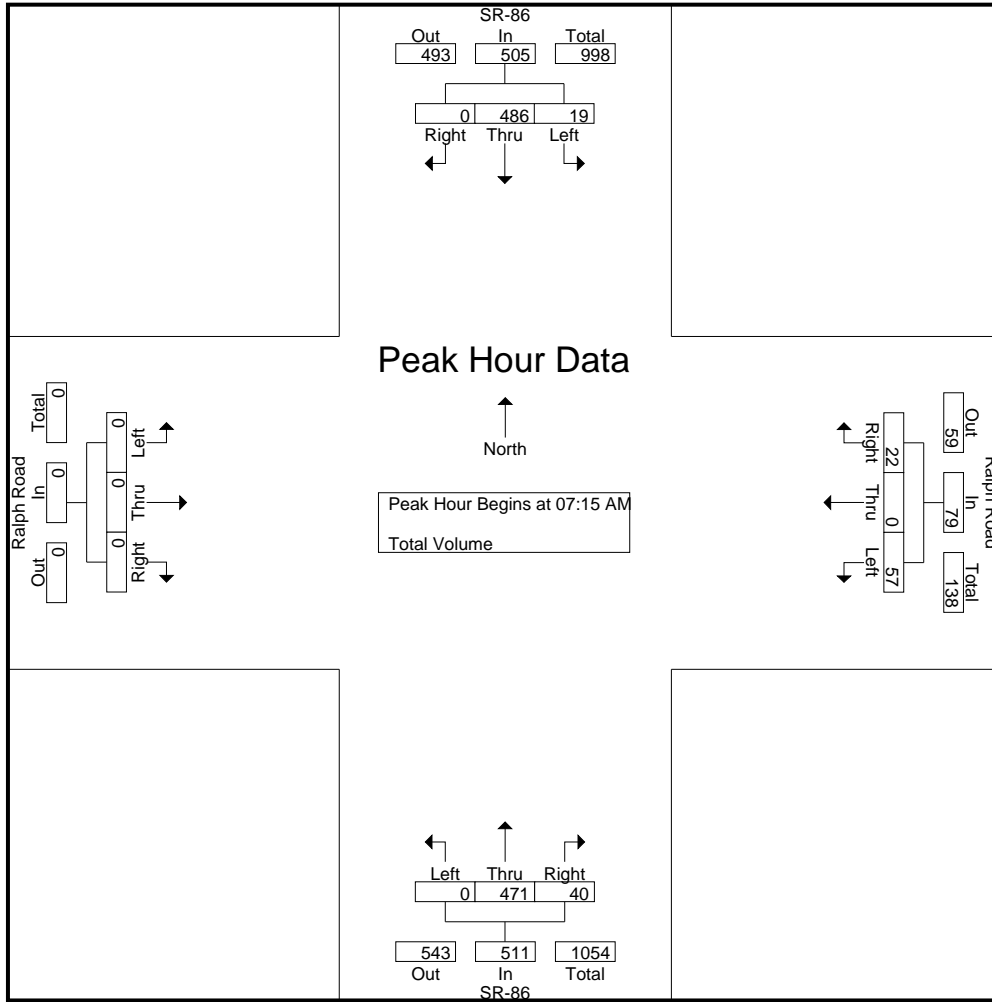 SR-86
Out In Total
493 505 998
0 486 19
Right Thru Left
Peak Hour Data
North
Peak Hour Begins at 07:15 AM
Total Volume
Ralph Road
Total In Out
0 0 0
0 0 0
Left Thru Right
Ralph Road
Out In Total
59 79 138
22 0 57
Right Thru Left
Left Thru Right
0 471 40
543 511 1054
Out In Total
SR-86